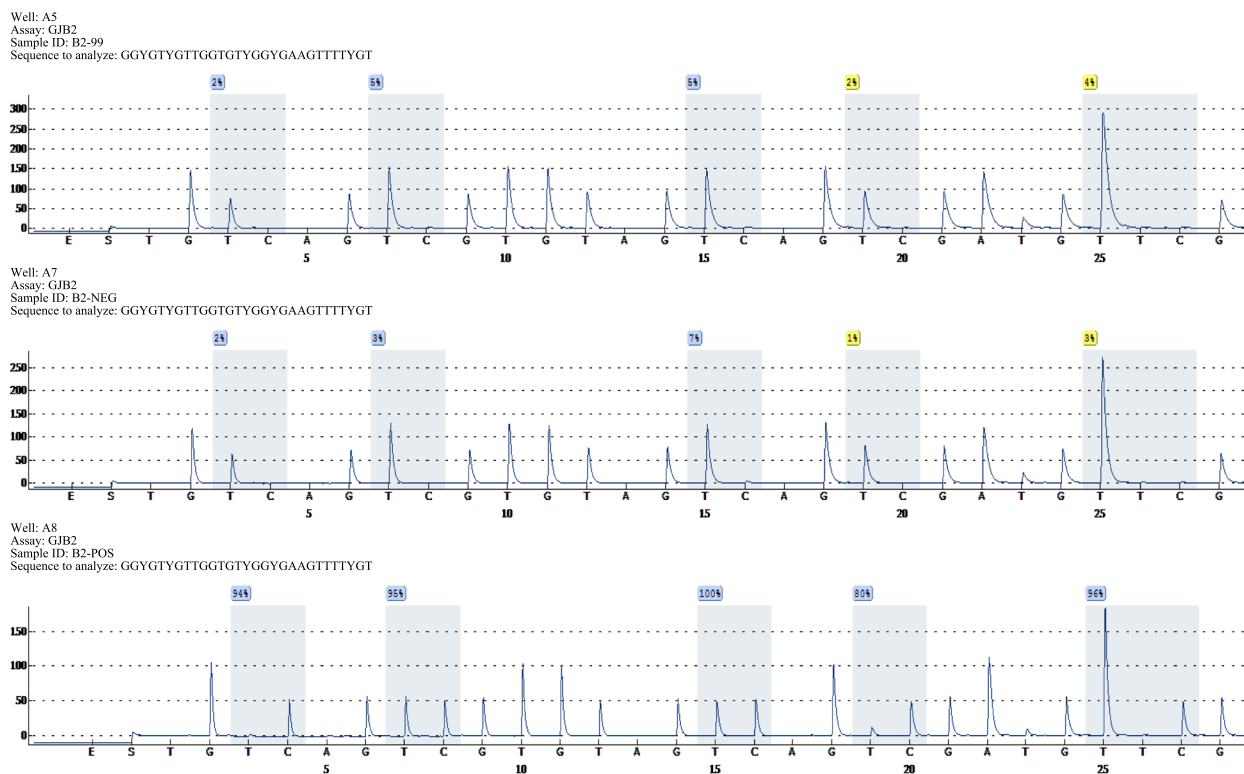 Well: A5
Assay: GJB2
Sample ID: B2-99
Sequence to analyze: GGYGTYGTTGGTGTYGGYGAAGTTTTYGT
2% 5% 5% 2% 4%
300
250
200
150
100
50
0
E S T G T C A G T C G T G T A G T C A G T C G A T G T T C G
5 10 15 20 25
Well: A7
Assay: GJB2
Sample ID: B2-NEG
Sequence to analyze: GGYGTYGTTGGTGTYGGYGAAGTTTTYGT
2% 3% 7% 1% 3%
250
200
150
100
50
0
E S T G T C A G T C G T G T A G T C A G T C G A T G T T C G
5 10 15 20 25
Well: A8
Assay: GJB2
Sample ID: B2-POS
Sequence to analyze: GGYGTYGTTGGTGTYGGYGAAGTTTTYGT
94% 95% 100% 80% 96%
150
100
50
0
E S T G T C A G T C G T G T A G T C A G T C G A T G T T C G
5 10 15 20 25